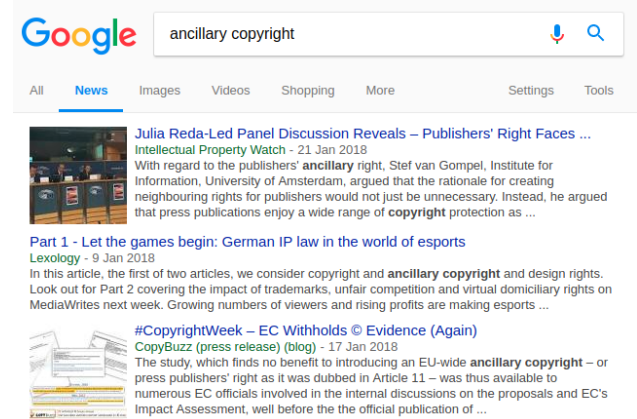 Google
ancillary copyright
All News Images Videos Shopping More Settings Tools
Julia Reda-Led Panel Discussion Reveals – Publishers' Right Faces ...
Intellectual Property Watch - 21 Jan 2018
With regard to the publishers' ancillary right, Stef van Gompel, Institute for
Information, University of Amsterdam, argued that the rationale for creating
neighbouring rights for publishers would not just be unnecessary. Instead, he argued
that press publications enjoy a wide range of copyright protection as ...
Part 1 - Let the games begin: German IP law in the world of esports
Lexology - 9 Jan 2018
In this article, the first of two articles, we consider copyright and ancillary copyright and design rights.
Look out for Part 2 covering the impact of trademarks, unfair competition and virtual domiciliary rights on
MediaWrites next week. Growing numbers of viewers and rising profits are making esports ...
#CopyrightWeek – EC Withholds © Evidence (Again)
CopyBuzz (press release) (blog) - 17 Jan 2018
The study, which finds no benefit to introducing an EU-wide ancillary copyright – or
press publishers' right as it was dubbed in Article 11 – was thus available to
numerous EC officials involved in the internal discussions on the proposals and EC's
Impact Assessment, well before the the official publication of ...